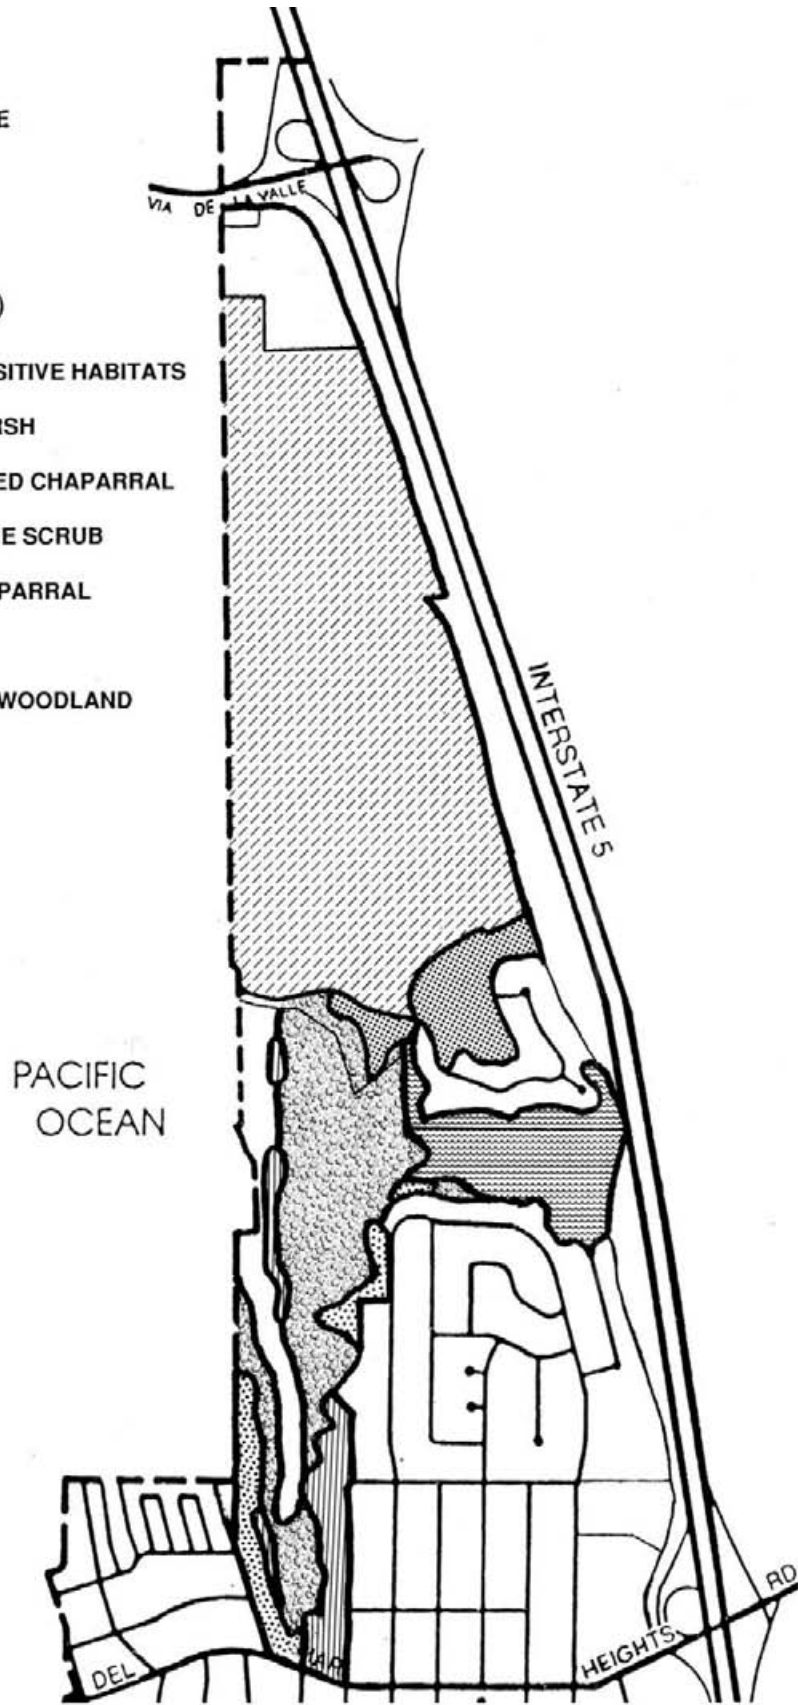 E
VIA DE LA VALLE
)
SITIVE HABITATS
RSH
ED CHAPARRAL
E SCRUB
PARRAL
WOODLAND
INTERSTATE 5
PACIFIC
OCEAN
DEL MAR HEIGHTS RD